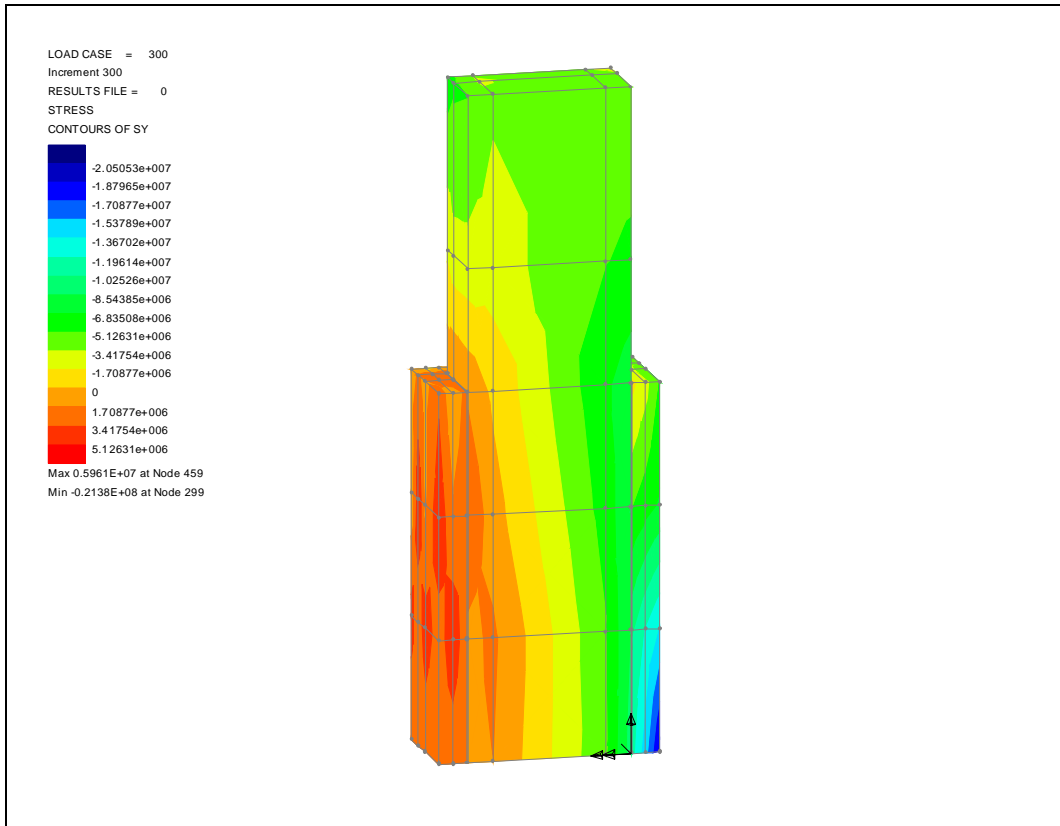 LOAD CASE = 300
Increment 300
RESULTS FILE = 0
STRESS
CONTOURS OF SY
-2.05053e+007
-1.87965e+007
-1.70877e+007
-1.53789e+007
-1.36702e+007
-1.19614e+007
-1.02526e+007
-8.54385e+006
-6.83508e+006
-5.12631e+006
-3.41754e+006
-1.70877e+006
0
1.70877e+006
3.41754e+006
5.12631e+006
Max 0.5961E+07 at Node 459
Min -0.2138E+08 at Node 299